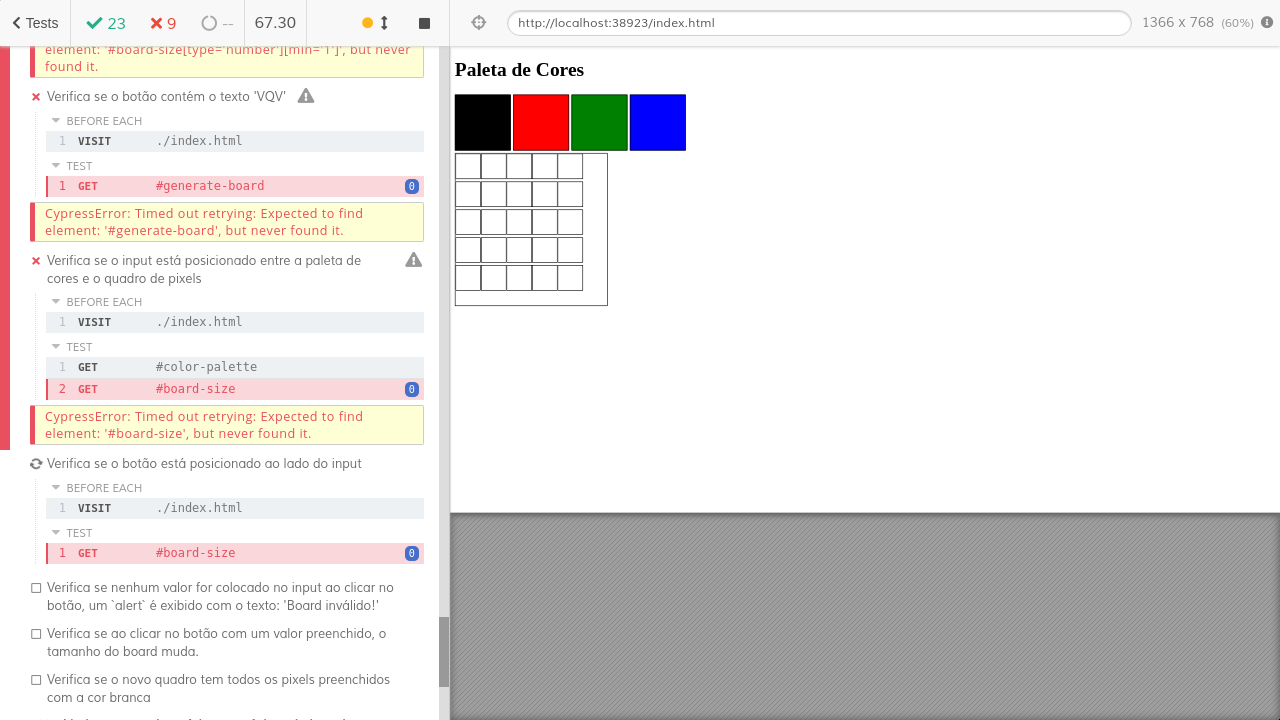 Tests
23
9
--
67.30
http://localhost:38923/index.html
1366 x 768 (60%)
element: '#board-size[type='number'][min='1']', but never
found it.
Verifica se o botão contém o texto 'VQV'
BEFORE EACH
1 VISIT ./index.html
TEST
1 GET #generate-board 0
CypressError: Timed out retrying: Expected to find
element: '#generate-board', but never found it.
Verifica se o input está posicionado entre a paleta de
cores e o quadro de pixels
BEFORE EACH
1 VISIT ./index.html
TEST
1 GET #color-palette
2 GET #board-size 0
CypressError: Timed out retrying: Expected to find
element: '#board-size', but never found it.
Verifica se o botão está posicionado ao lado do input
BEFORE EACH
1 VISIT ./index.html
TEST
1 GET #board-size 0
Verifica se nenhum valor for colocado no input ao clicar no
botão, um `alert` é exibido com o texto: 'Board inválido!'
Verifica se ao clicar no botão com um valor preenchido, o
tamanho do board muda.
Verifica se o novo quadro tem todos os pixels preenchidos
com a cor branca
Paleta de Cores